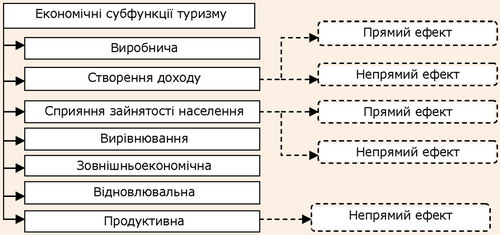 Економічні субфункції туризму
Виробнича
Створення доходу
Сприяння зайнятості населення
Вирівнювання
Зовнішньоекономічна
Відновлювальна
Продуктивна
Прямий ефект
Непрямий ефект
Прямий ефект
Непрямий ефект
Непрямий ефект